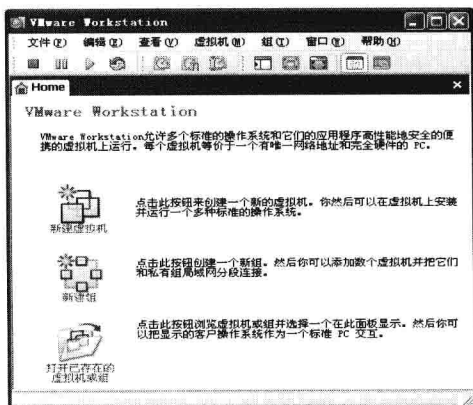 VMware Workstation
文件(F) 编辑(E) 查看(V) 虚拟机(M) 组(T) 窗口(W) 帮助(H)
Home
VMware Workstation
VMware Workstation允许多个标准的操作系统和它们的应用程序高性能地安全的便
携的虚拟机上运行。每个虚拟机等价于一个有唯一网络地址和完全硬件的 PC.
新建虚拟机
点击此按钮来创建一个新的虚拟机。你然后可以在虚拟机上安装
并运行一个多种标准的操作系统。
新建组
点击此按钮创建一个新组。然后你可以添加数个虚拟机并把它们
和私有组局域网分段连接。
打开已存在的
虚拟机或组
点击此按钮浏览虚拟机或组并选择一个在此面板显示。然后你可
以把显示的客户操作系统作为一个标准 PC 交互。